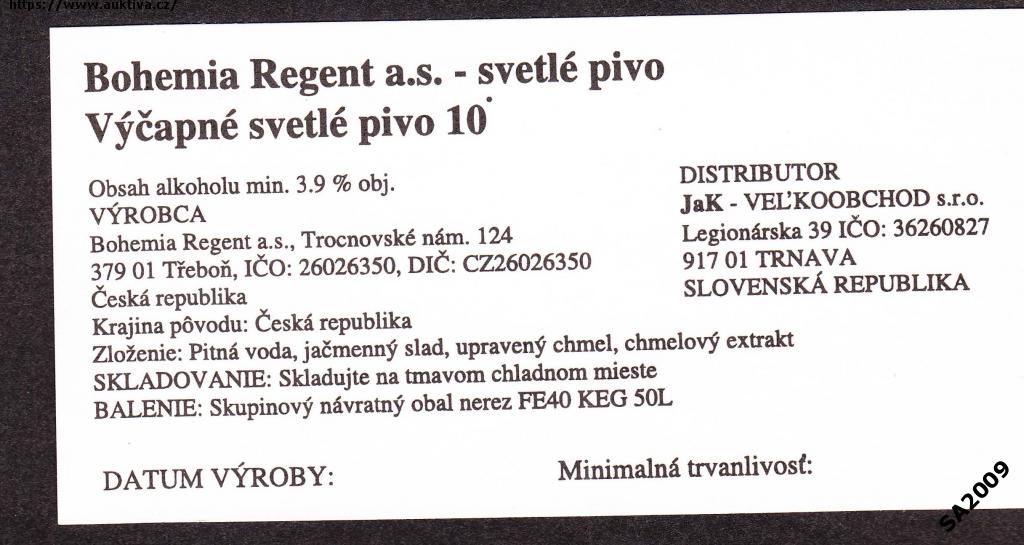 https://www.auktiva.cz/
Bohemia Regent a.s. - svetlé pivo
Výčapné svetlé pivo 10°
Obsah alkoholu min. 3.9 % obj.
VÝROBCA
Bohemia Regent a.s., Trocnovské nám. 124
379 01 Třeboň, IČO: 26026350, DIČ: CZ26026350
Česká republika
Krajina pôvodu: Česká republika
Zloženie: Pitná voda, jačmenný slad, upravený chmel, chmelový extrakt
SKLADOVANIE: Skladujte na tmavom chladnom mieste
BALENIE: Skupinový návratný obal nerez FE40 KEG 50L
DISTRIBUTOR
JaK - VEĽKOOBCHOD s.r.o.
Legionárska 39 IČO: 36260827
917 01 TRNAVA
SLOVENSKÁ REPUBLIKA
DATUM VÝROBY:
Minimalná trvanlivosť:
SA2009